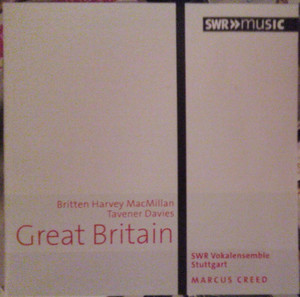 SWR»music
Britten Harvey MacMillan
Tavener Davies
Great Britain
SWR Vokalensemble
Stuttgart
MARCUS CREED